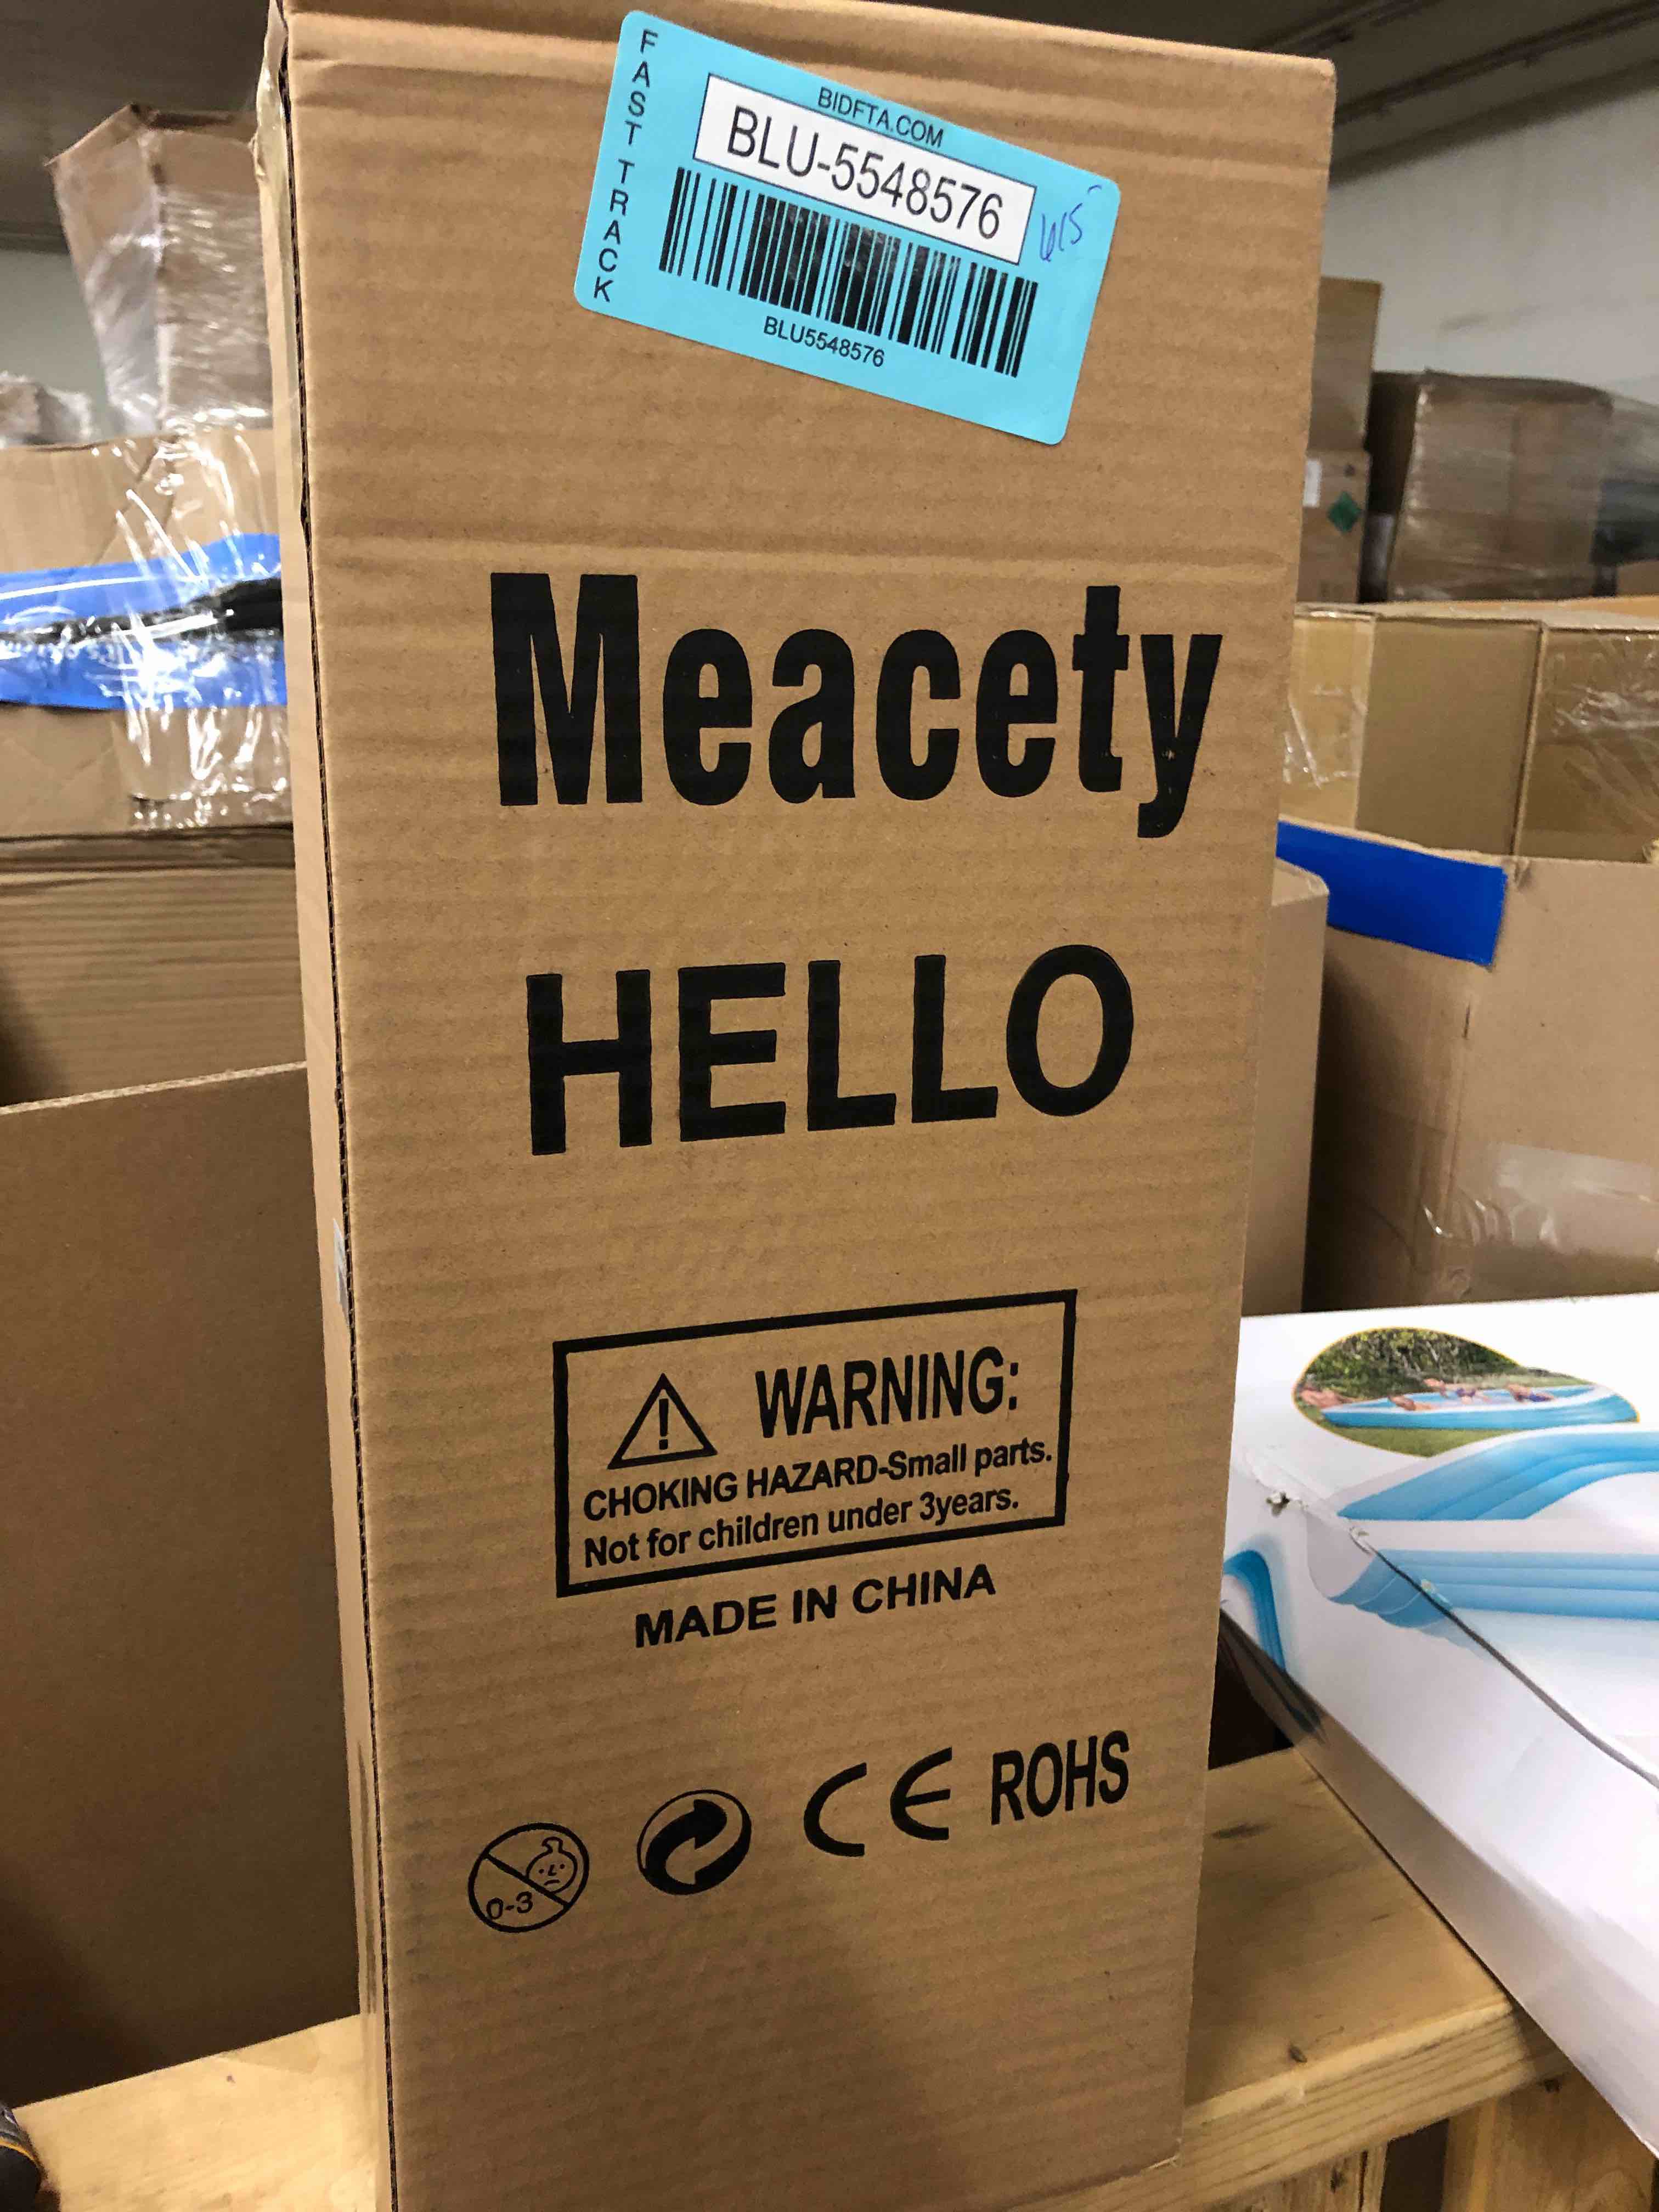 FAST TRACK
BIDFTA.COM
BLU-5548576
BLU5548576
Meacety
HELLO
WARNING:
CHOKING HAZARD-Small parts.
Not for children under 3years.
MADE IN CHINA
0-3
CE ROHS